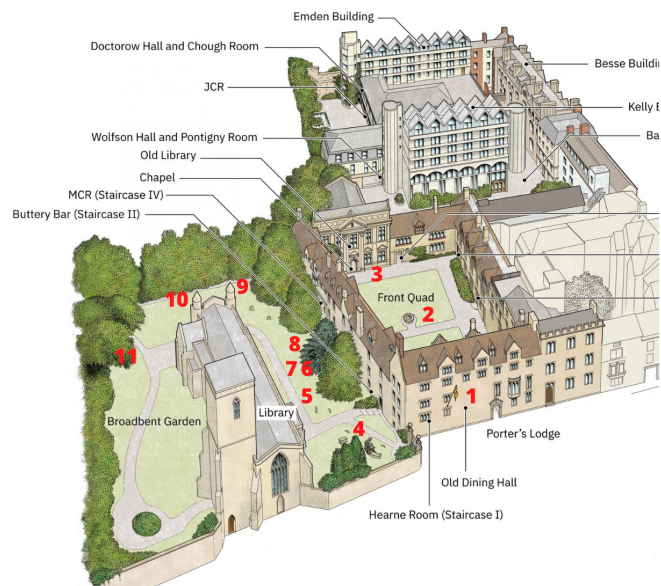 Emden Building
Doctorow Hall and Chough Room
Besse Buildin
JCR
Kelly B
Wolfson Hall and Pontigny Room
Ba
Old Library
Chapel
MCR (Staircase IV)
Buttery Bar (Staircase II)
9
10
3
Front Quad
2
8
11
7
6
5
1
Library
Broadbent Garden
4
Porter's Lodge
Old Dining Hall
Hearne Room (Staircase I)